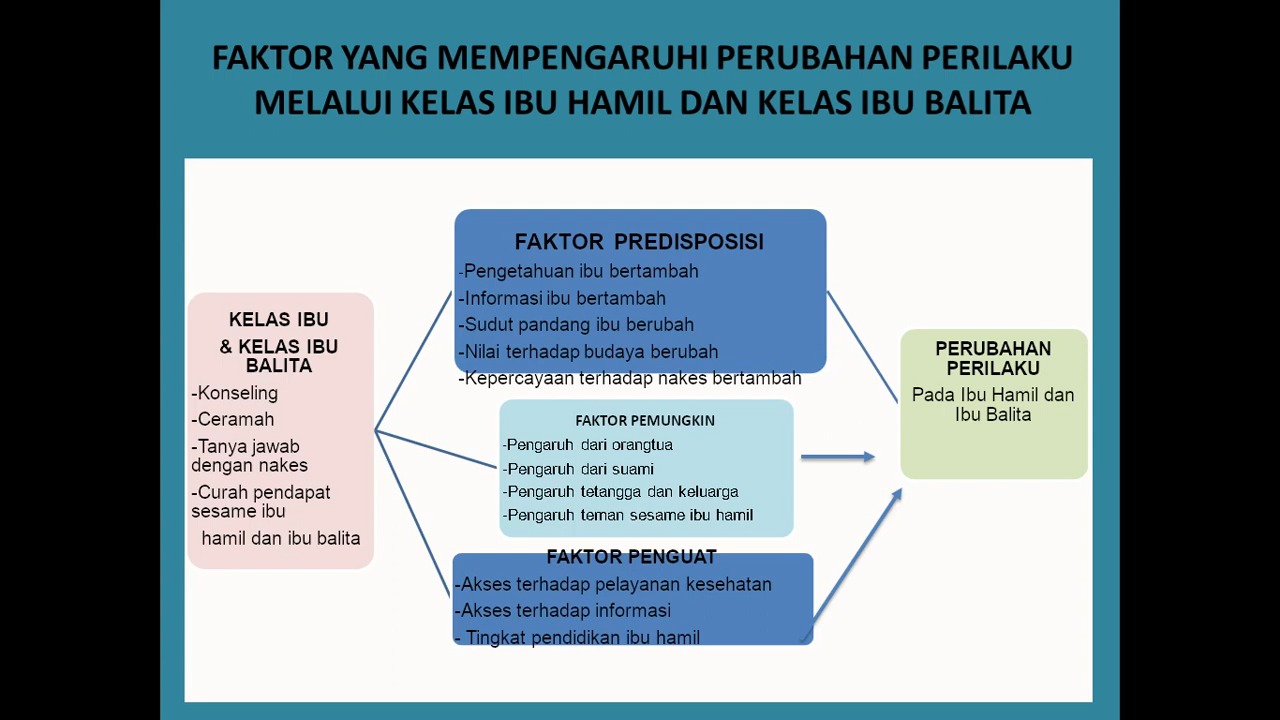 FAKTOR YANG MEMPENGARUHI PERUBAHAN PERILAKU
MELALUI KELAS IBU HAMIL DAN KELAS IBU BALITA
KELAS IBU
& KELAS IBU
BALITA
-Konseling
-Ceramah
-Tanya jawab
dengan nakes
-Curah pendapat
sesame ibu
hamil dan ibu balita
FAKTOR PREDISPOSISI
-Pengetahuan ibu bertambah
-Informasi ibu bertambah
-Sudut pandang ibu berubah
-Nilai terhadap budaya berubah
-Kepercayaan terhadap nakes bertambah
FAKTOR PEMUNGKIN
-Pengaruh dari orangtua
-Pengaruh dari suami
-Pengaruh tetangga dan keluarga
-Pengaruh teman sesame ibu hamil
FAKTOR PENGUAT
-Akses terhadap pelayanan kesehatan
-Akses terhadap informasi
- Tingkat pendidikan ibu hamil
PERUBAHAN
PERILAKU
Pada Ibu Hamil dan
Ibu Balita